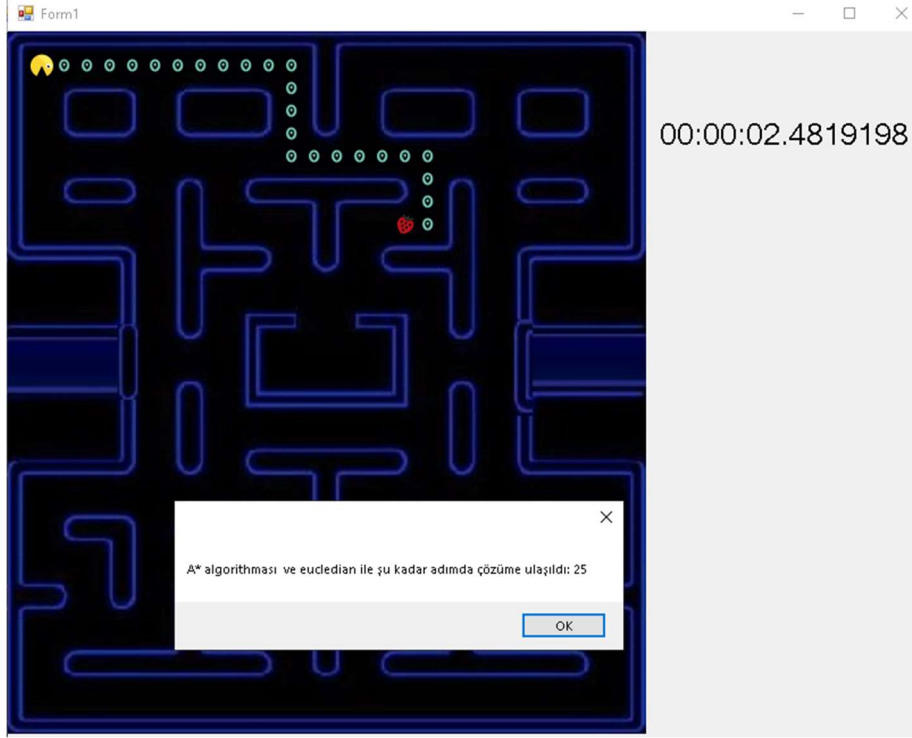 Form1
00:00:02.4819198
A* algorithması ve eucledian ile şu kadar adımda çözüme ulaşıldı: 25
OK